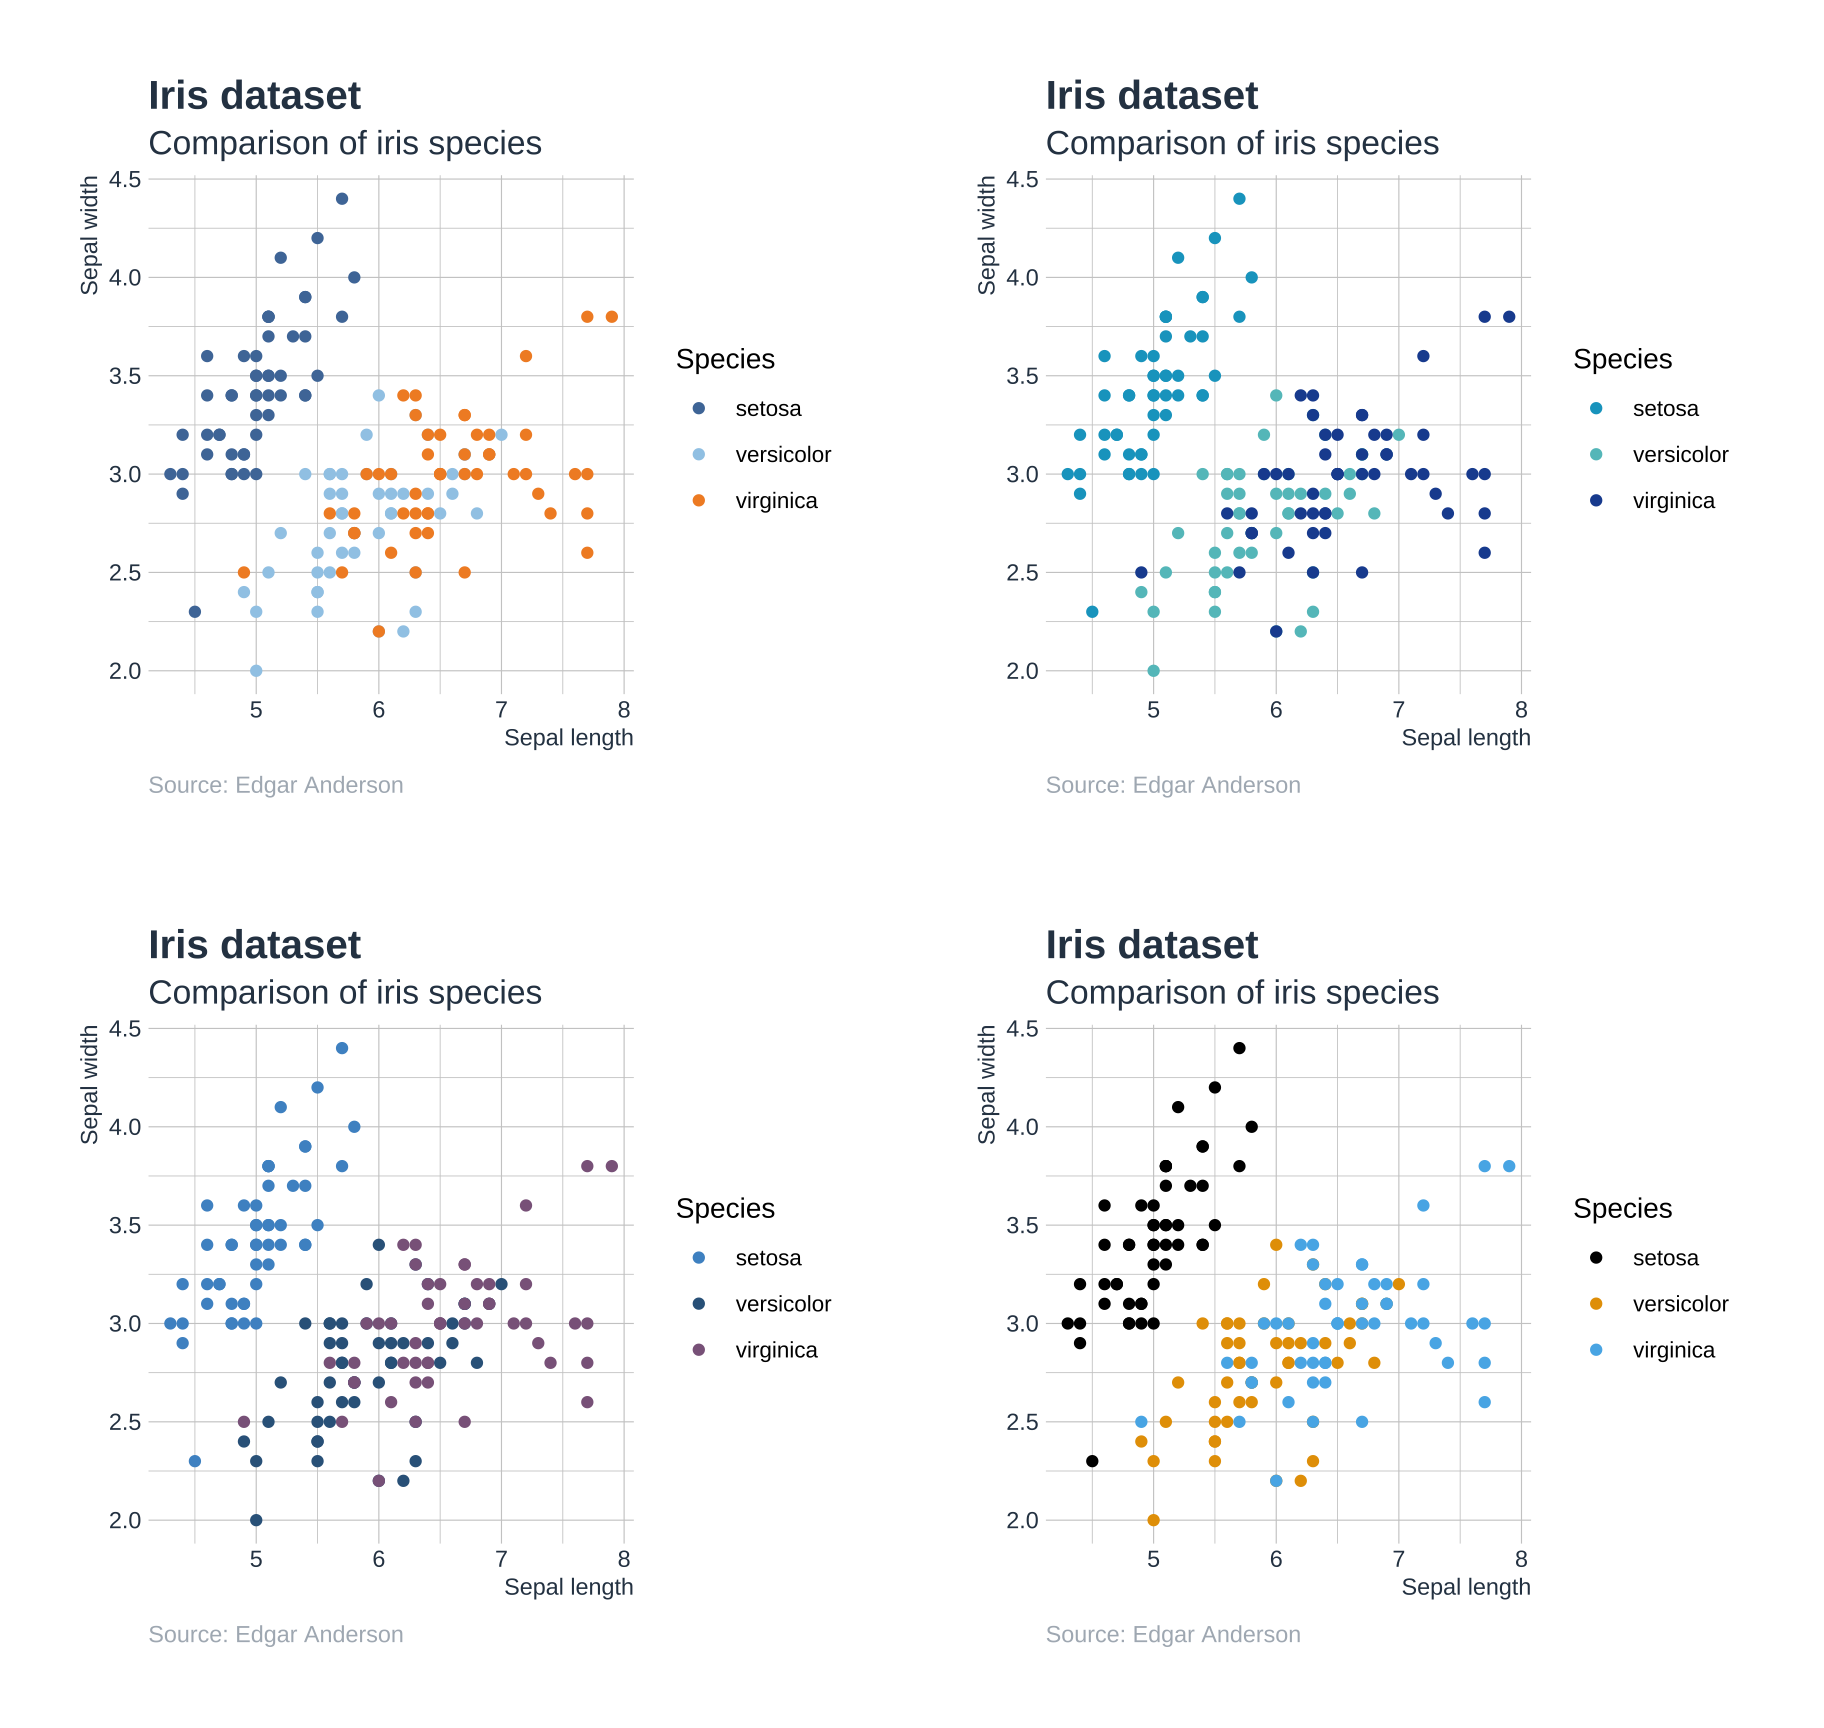 Iris dataset
Comparison of iris species
Sepal width
4.5
4.0
3.5
3.0
2.5
2.0
5 6 7 8
Sepal length
Species
setosa
versicolor
virginica
Source: Edgar Anderson
Iris dataset
Comparison of iris species
Sepal width
4.5
4.0
3.5
3.0
2.5
2.0
5 6 7 8
Sepal length
Species
setosa
versicolor
virginica
Source: Edgar Anderson
Iris dataset
Comparison of iris species
Sepal width
4.5
4.0
3.5
3.0
2.5
2.0
5 6 7 8
Sepal length
Species
setosa
versicolor
virginica
Source: Edgar Anderson
Iris dataset
Comparison of iris species
Sepal width
4.5
4.0
3.5
3.0
2.5
2.0
5 6 7 8
Sepal length
Species
setosa
versicolor
virginica
Source: Edgar Anderson